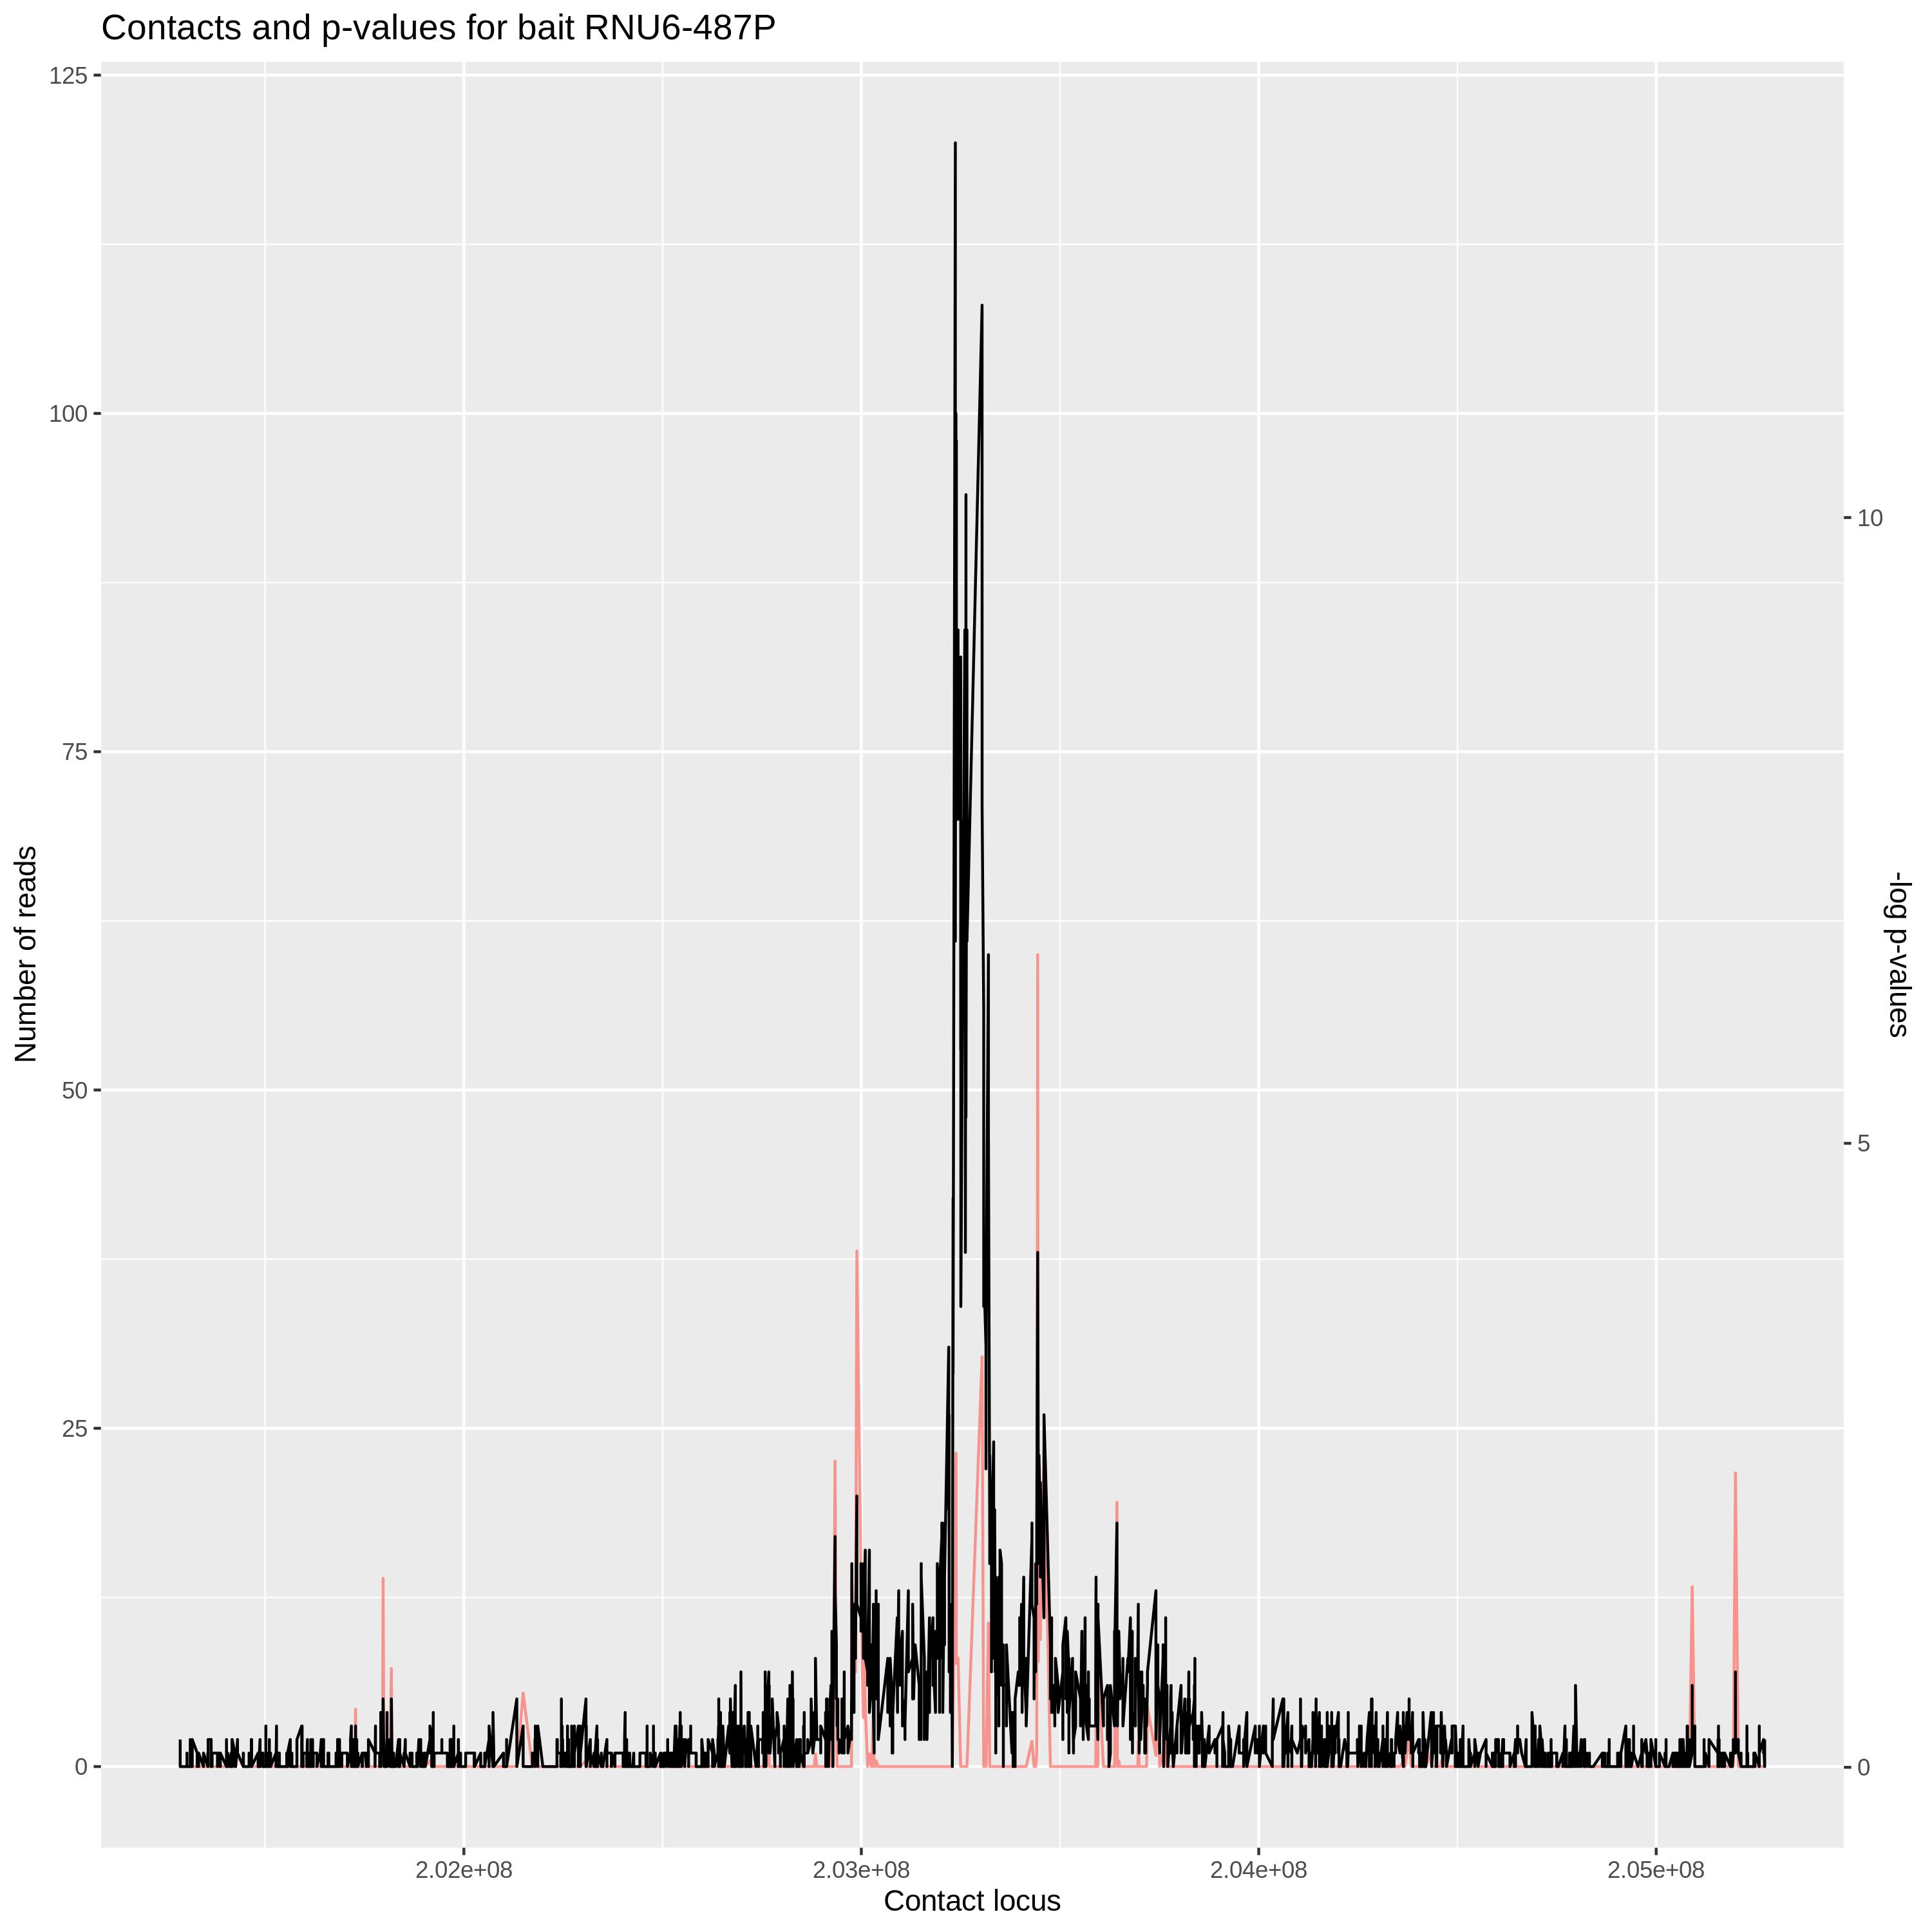 Contacts and p-values for bait RNU6-487P
125
100
75
50
25
0
Number of reads
10
5
0
-log p-values
2.02e+08 2.03e+08 2.04e+08 2.05e+08
Contact locus